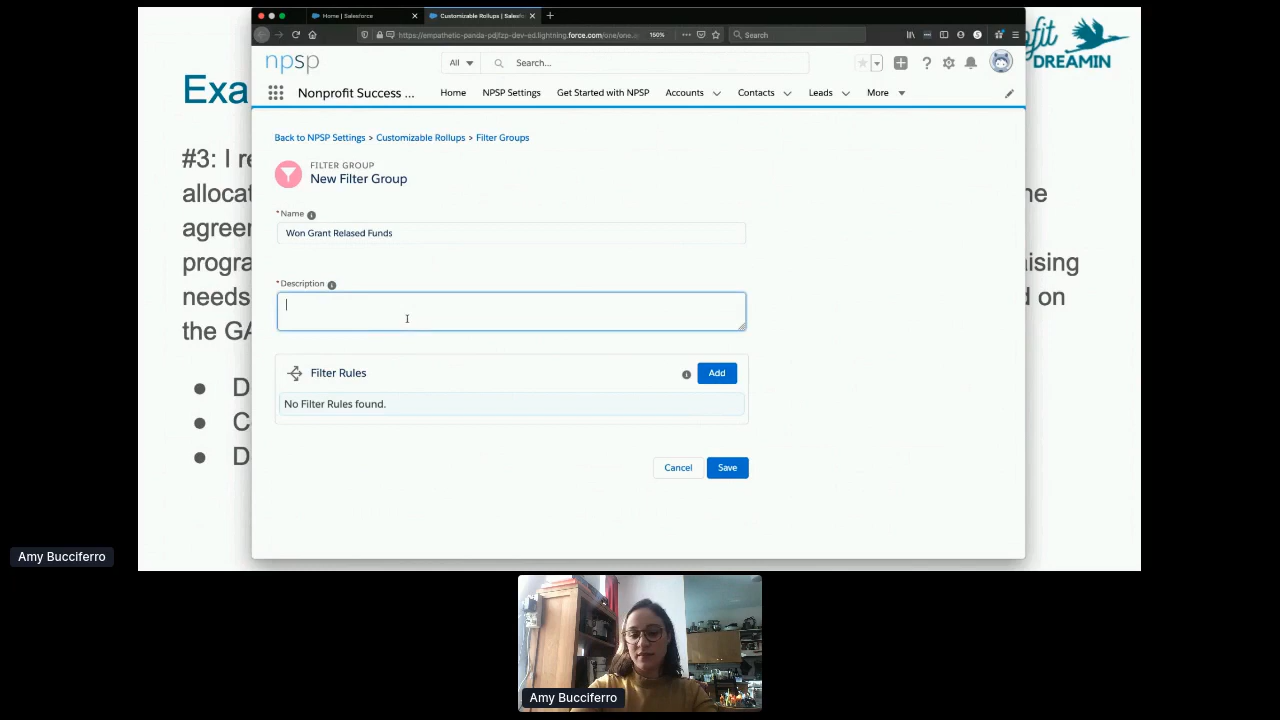 Home | Salesforce
Customizable Rollups | Salesfo
150%
Search
npsp
All
Search...
Nonprofit Success ...
Home
NPSP Settings
Get Started with NPSP
Accounts
Contacts
Leads
More
Back to NPSP Settings > Customizable Rollups > Filter Groups
FILTER GROUP
New Filter Group
* Name
Won Grant Relased Funds
* Description
Filter Rules
Add
No Filter Rules found.
Cancel
Save
Exa
#3: I re
allocat
agreer
progra
needs
the GA
ising
d on
DREAMIN
Amy Bucciferro
Amy Bucciferro